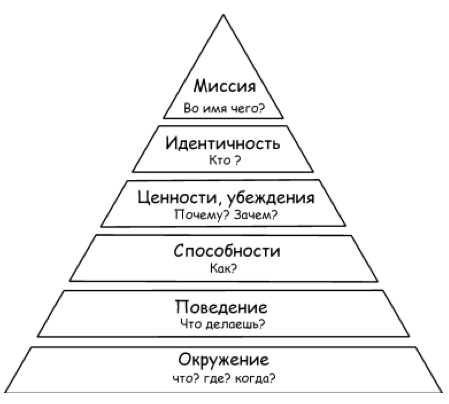 Миссия
Во имя чего?
Идентичность
Кто ?
Ценности, убеждения
Почему? Зачем?
Способности
Как?
Поведение
Что делаешь?
Окружение
что? где? когда?